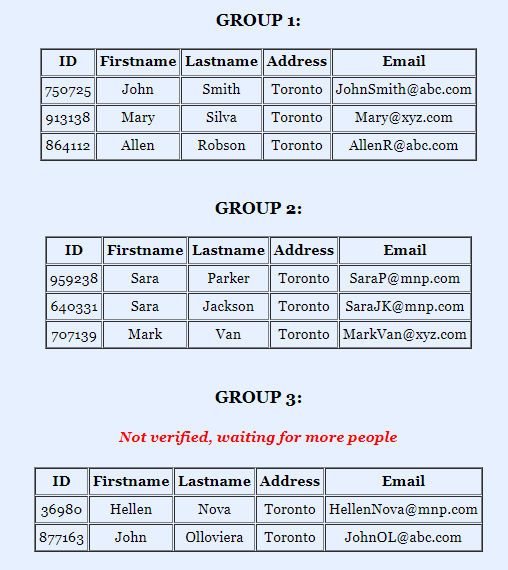 GROUP 1:
ID Firstname Lastname Address Email
750725 John Smith Toronto JohnSmith@abc.com
913138 Mary Silva Toronto Mary@xyz.com
864112 Allen Robson Toronto AllenR@abc.com
GROUP 2:
ID Firstname Lastname Address Email
959238 Sara Parker Toronto SaraP@mnp.com
640331 Sara Jackson Toronto SaraJK@mnp.com
707139 Mark Van Toronto MarkVan@xyz.com
GROUP 3:
Not verified, waiting for more people
ID Firstname Lastname Address Email
36980 Hellen Nova Toronto HellenNova@mnp.com
877163 John Olloviera Toronto JohnOL@abc.com